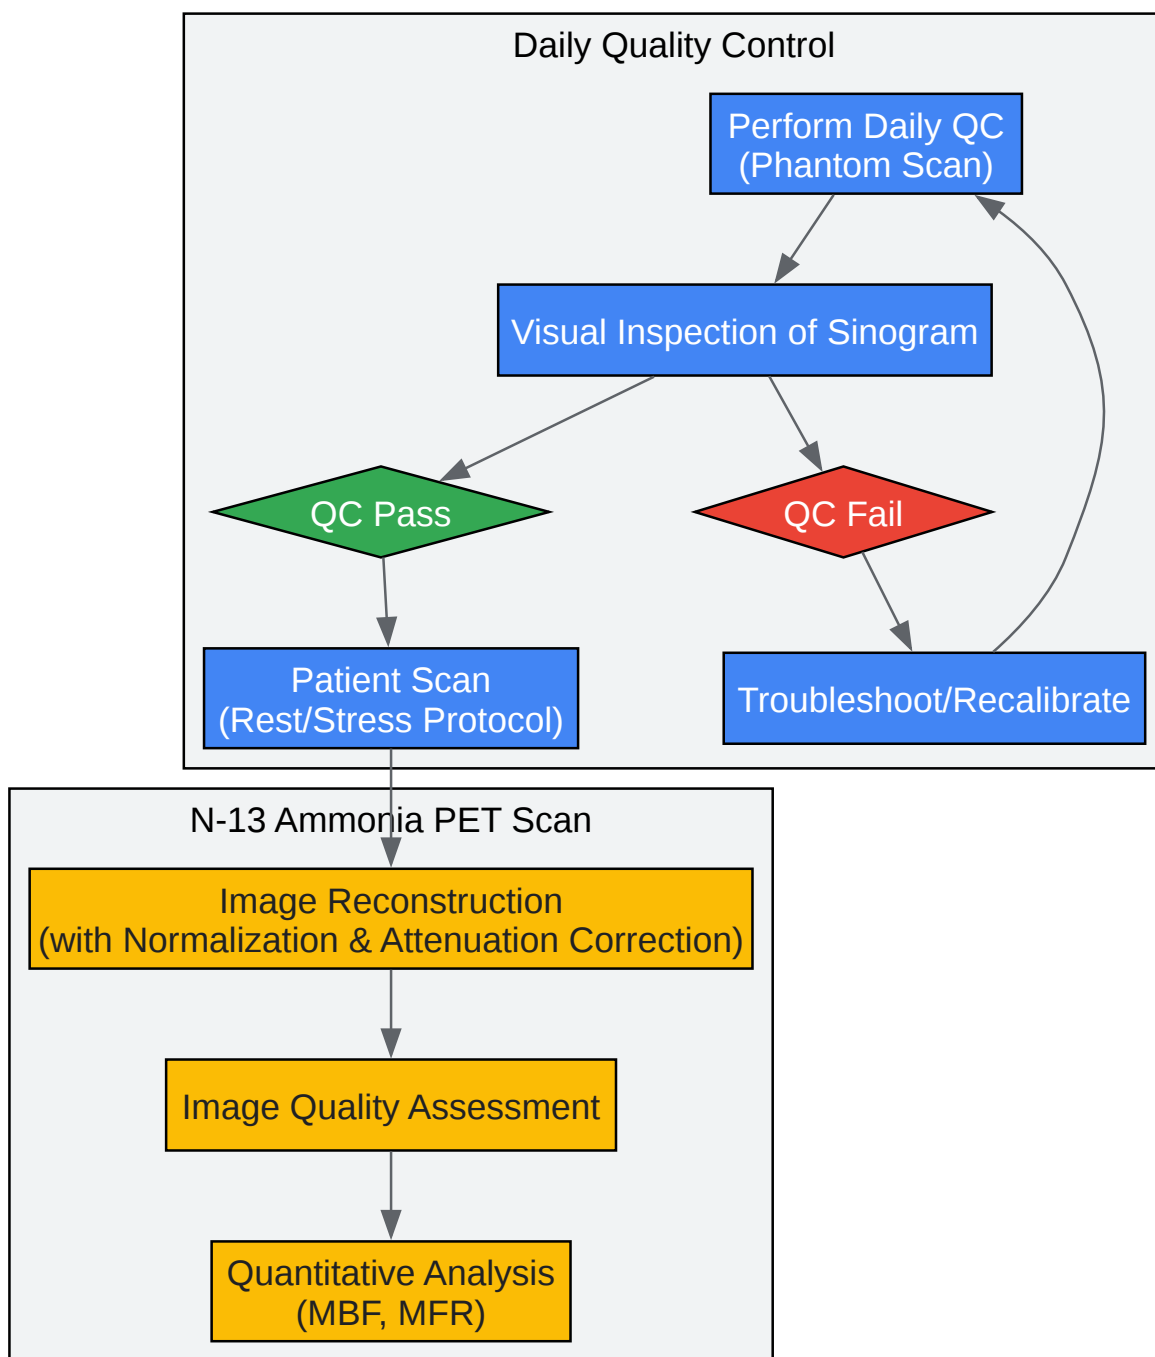 Daily Quality Control
Perform Daily QC
(Phantom Scan)
Visual Inspection of Sinogram
QC Pass
QC Fail
Patient Scan
(Rest/Stress Protocol)
Troubleshoot/Recalibrate
N-13 Ammonia PET Scan
Image Reconstruction
(with Normalization & Attenuation Correction)
Image Quality Assessment
Quantitative Analysis
(MBF, MFR)